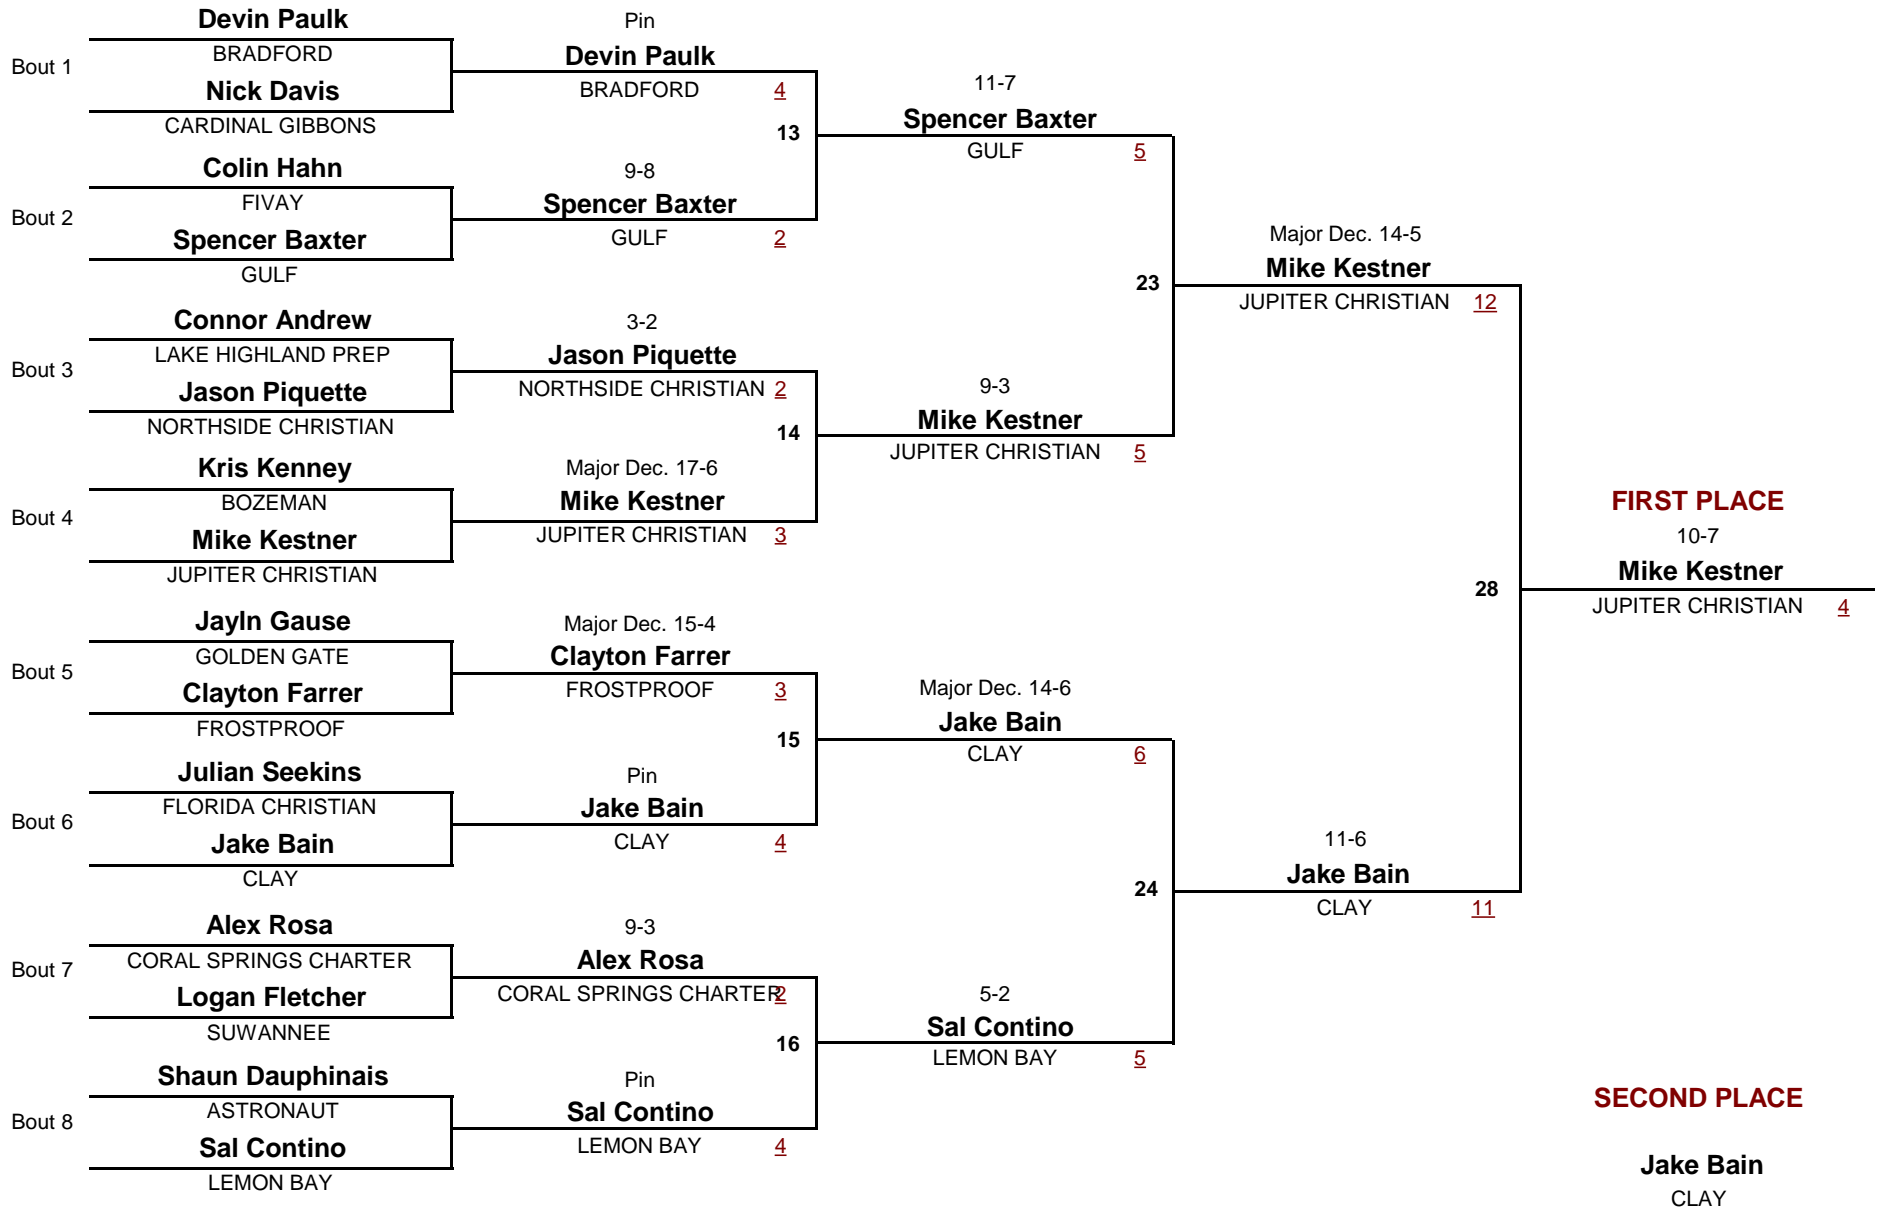 Devin Paulk
Bout 1
BRADFORD
Nick Davis
CARDINAL GIBBONS
Colin Hahn
Bout 2
FIVAY
Spencer Baxter
GULF
Connor Andrew
Bout 3
LAKE HIGHLAND PREP
Jason Piquette
NORTHSIDE CHRISTIAN
Kris Kenney
Bout 4
BOZEMAN
Mike Kestner
JUPITER CHRISTIAN
Jayln Gause
Bout 5
GOLDEN GATE
Clayton Farrer
FROSTPROOF
Julian Seekins
Bout 6
FLORIDA CHRISTIAN
Jake Bain
CLAY
Alex Rosa
Bout 7
CORAL SPRINGS CHARTER
Logan Fletcher
SUWANNEE
Shaun Dauphinais
Bout 8
ASTRONAUT
Sal Contino
LEMON BAY
Pin
Devin Paulk
BRADFORD 4
13
9-8
Spencer Baxter
GULF 2
3-2
Jason Piquette
NORTHSIDE CHRISTIAN 2
14
Major Dec. 17-6
Mike Kestner
JUPITER CHRISTIAN 3
Major Dec. 15-4
Clayton Farrer
FROSTPROOF 3
15
Pin
Jake Bain
CLAY 4
9-3
Alex Rosa
CORAL SPRINGS CHARTER 2
16
Pin
Sal Contino
LEMON BAY 4
11-7
Spencer Baxter
GULF 5
23
9-3
Mike Kestner
JUPITER CHRISTIAN 5
Major Dec. 14-6
Jake Bain
CLAY 6
24
5-2
Sal Contino
LEMON BAY 5
Major Dec. 14-5
Mike Kestner
JUPITER CHRISTIAN 12
28
11-6
Jake Bain
CLAY 11
FIRST PLACE
10-7
Mike Kestner
JUPITER CHRISTIAN 4
SECOND PLACE
Jake Bain
CLAY